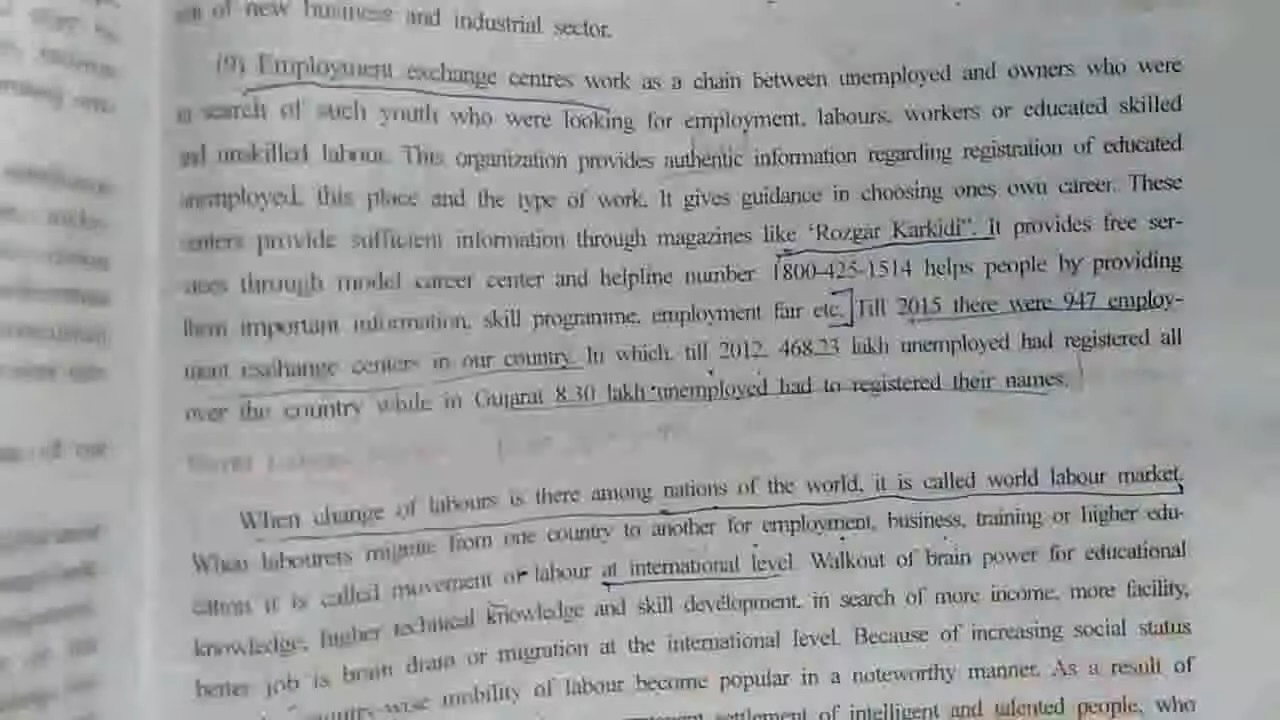 of new business and industrial sector.
(9) Employment exchange centres work as a chain between unemployed and owners who were
in search of such youth who were looking for employment, labours, workers or educated skilled
and unskilled labour. This organization provides authentic information regarding registration of educated
unemployed, this place and the type of work. It gives guidance in choosing ones own career. These
centers provide sufficient information through magazines like 'Rozgar Karkidi". It provides free ser-
vices through model career center and helpline number 1800-425-1514 helps people by providing
them important information, skill programme, employment fair etc. Till 2015 there were 947 employ-
ment exchange centers in our country. In which, till 2012, 468.23 lakh unemployed had registered all
over the country while in Gujarat 8.30 lakh unemployed had to registered their names.
When change of labours is there among nations of the world, it is called world labour market.
When labourers migrate from one country to another for employment, business, training or higher edu-
cation it is called movement of labour at international level. Walkout of brain power for educational
knowledge, higher technical knowledge and skill development, in search of more income, more facility,
better job is brain drain or migration at the international level. Because of increasing social status
mobility of labour become popular in a noteworthy manner. As a result of
settlement of intelligent and talented people, who